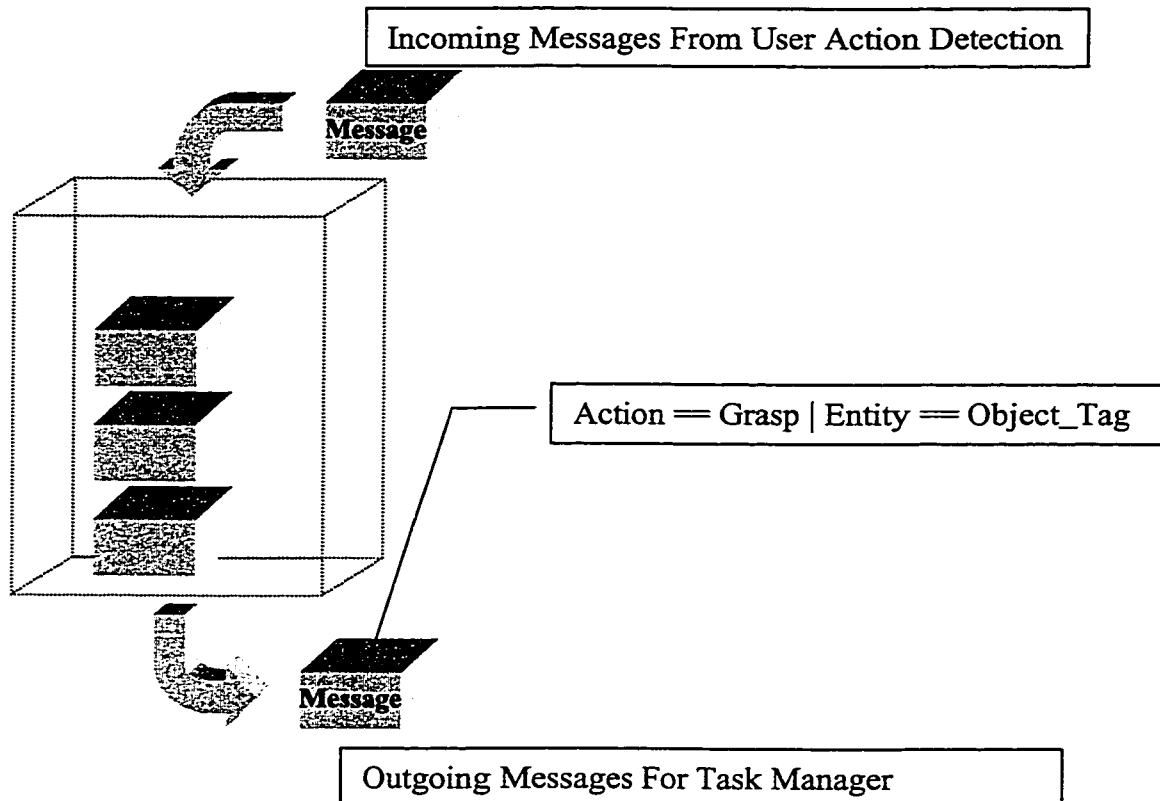 Incoming Messages From User Action Detection
Message
Action == Grasp | Entity == Object_Tag
Message
Outgoing Messages For Task Manager